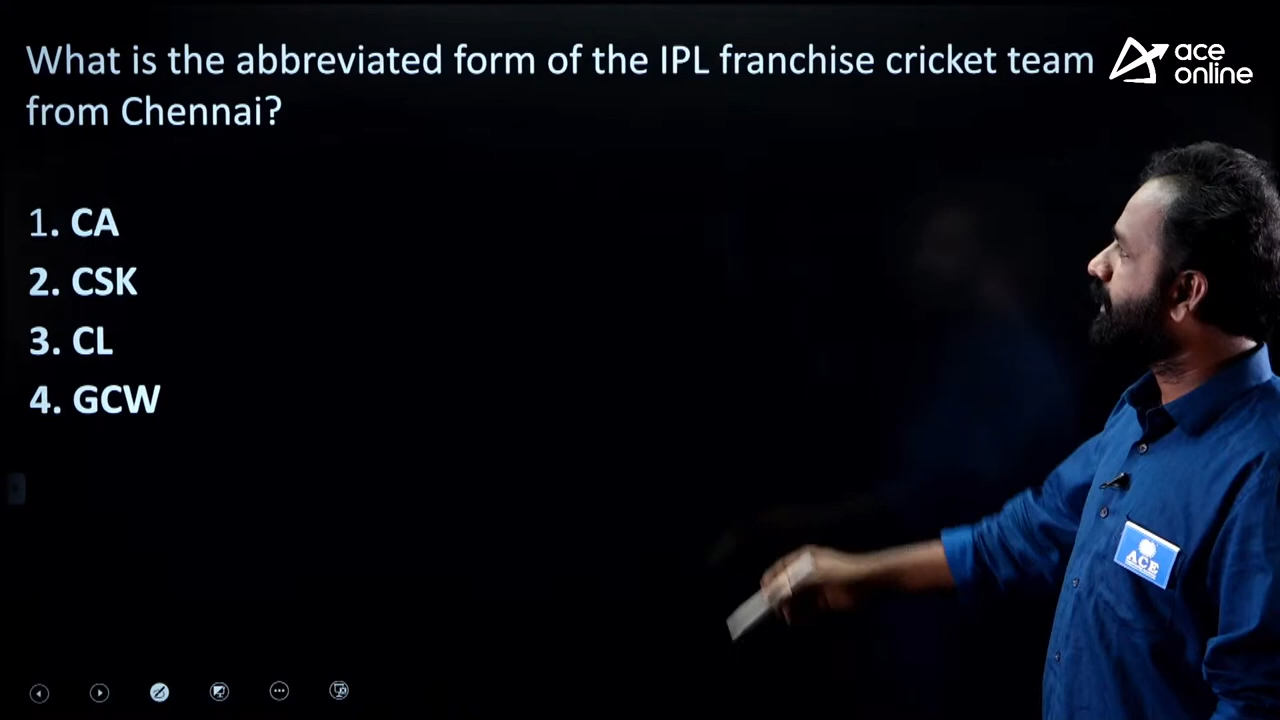 What is the abbreviated form of the IPL franchise cricket team
from Chennai?
ace
online
1. CA
2. CSK
3. CL
4. GCW
ACE